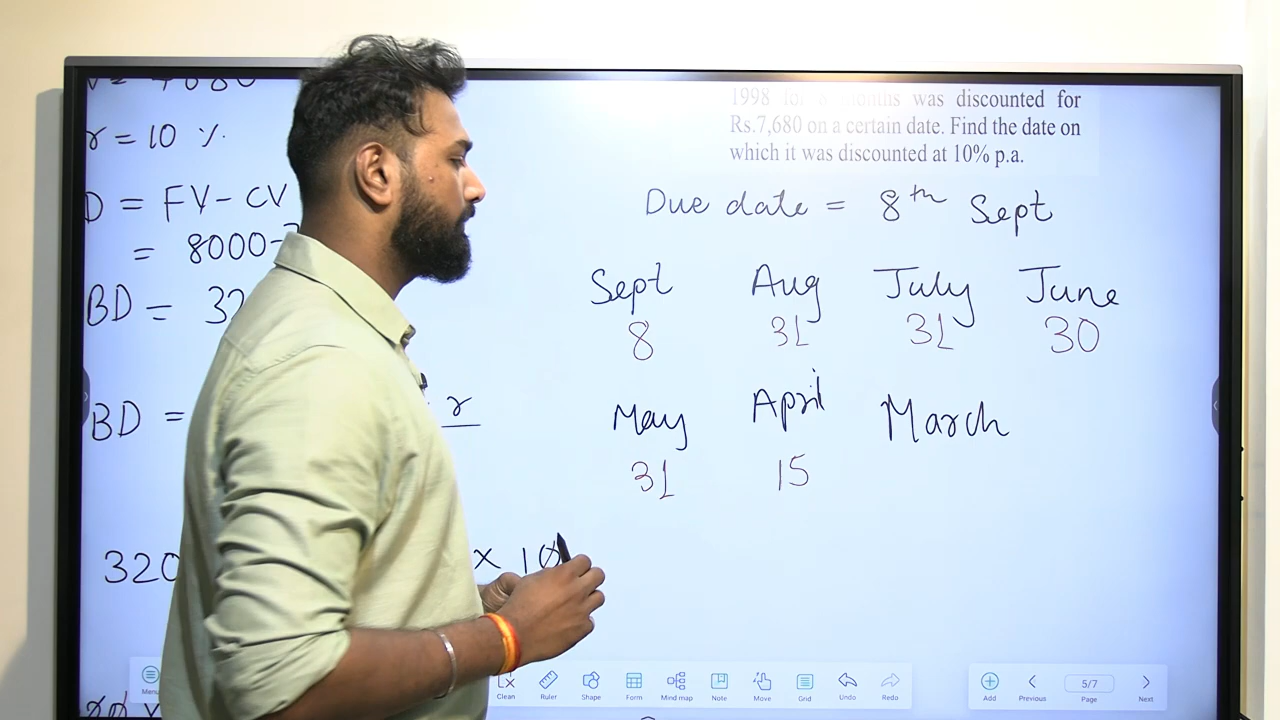 r = 10 %.
D = FV - CV
= 8000 -
BD = 32
BD =
r
320
x 10
1998 for 8 months was discounted for
Rs.7,680 on a certain date. Find the date on
which it was discounted at 10% p.a.
Due date = 8th Sept
Sept Aug July June
8 31 31 30
May April March
31 15
Menu Clean Ruler Shape Form Mind map Note Move Grid Undo Redo
Add Previous 5/7 Page Next